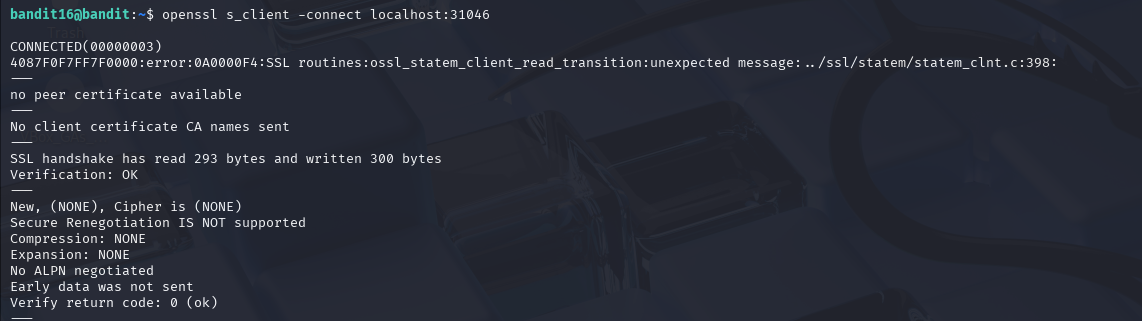 bandit16@bandit:~$ openssl s_client -connect localhost:31046
CONNECTED(00000003)
4087F0F7FF7F0000:error:0A0000F4:SSL routines:ossl_statem_client_read_transition:unexpected message:../ssl/statem/statem_clnt.c:398:
---
no peer certificate available
---
No client certificate CA names sent
---
SSL handshake has read 293 bytes and written 300 bytes
Verification: OK
---
New, (NONE), Cipher is (NONE)
Secure Renegotiation IS NOT supported
Compression: NONE
Expansion: NONE
No ALPN negotiated
Early data was not sent
Verify return code: 0 (ok)
---